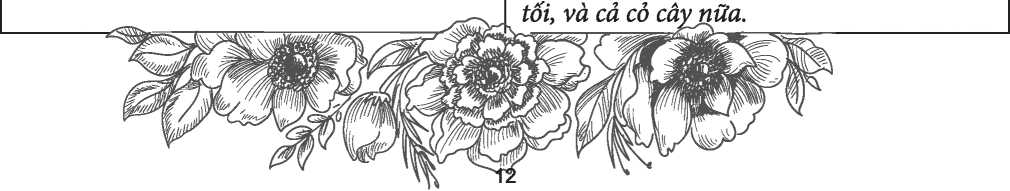 tối, và cả cỏ cây nữa.
12